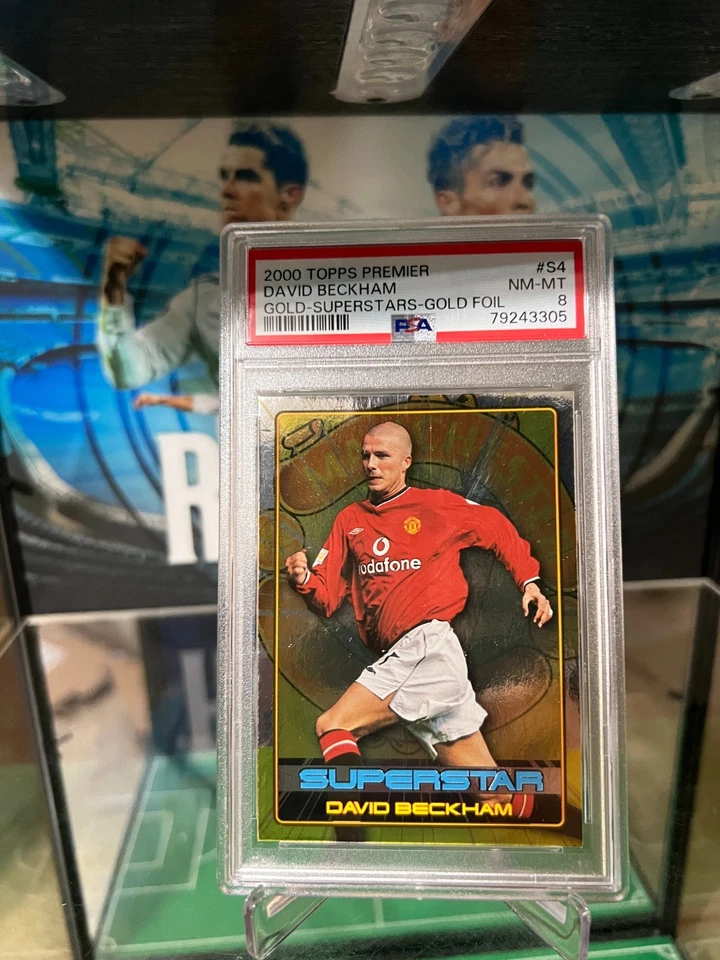 2000 TOPPS PREMIER #S4
DAVID BECKHAM NM-MT
GOLD-SUPERSTARS-GOLD FOIL 8
PSA 79243305
vodafone
SUPERSTAR
DAVID BECKHAM